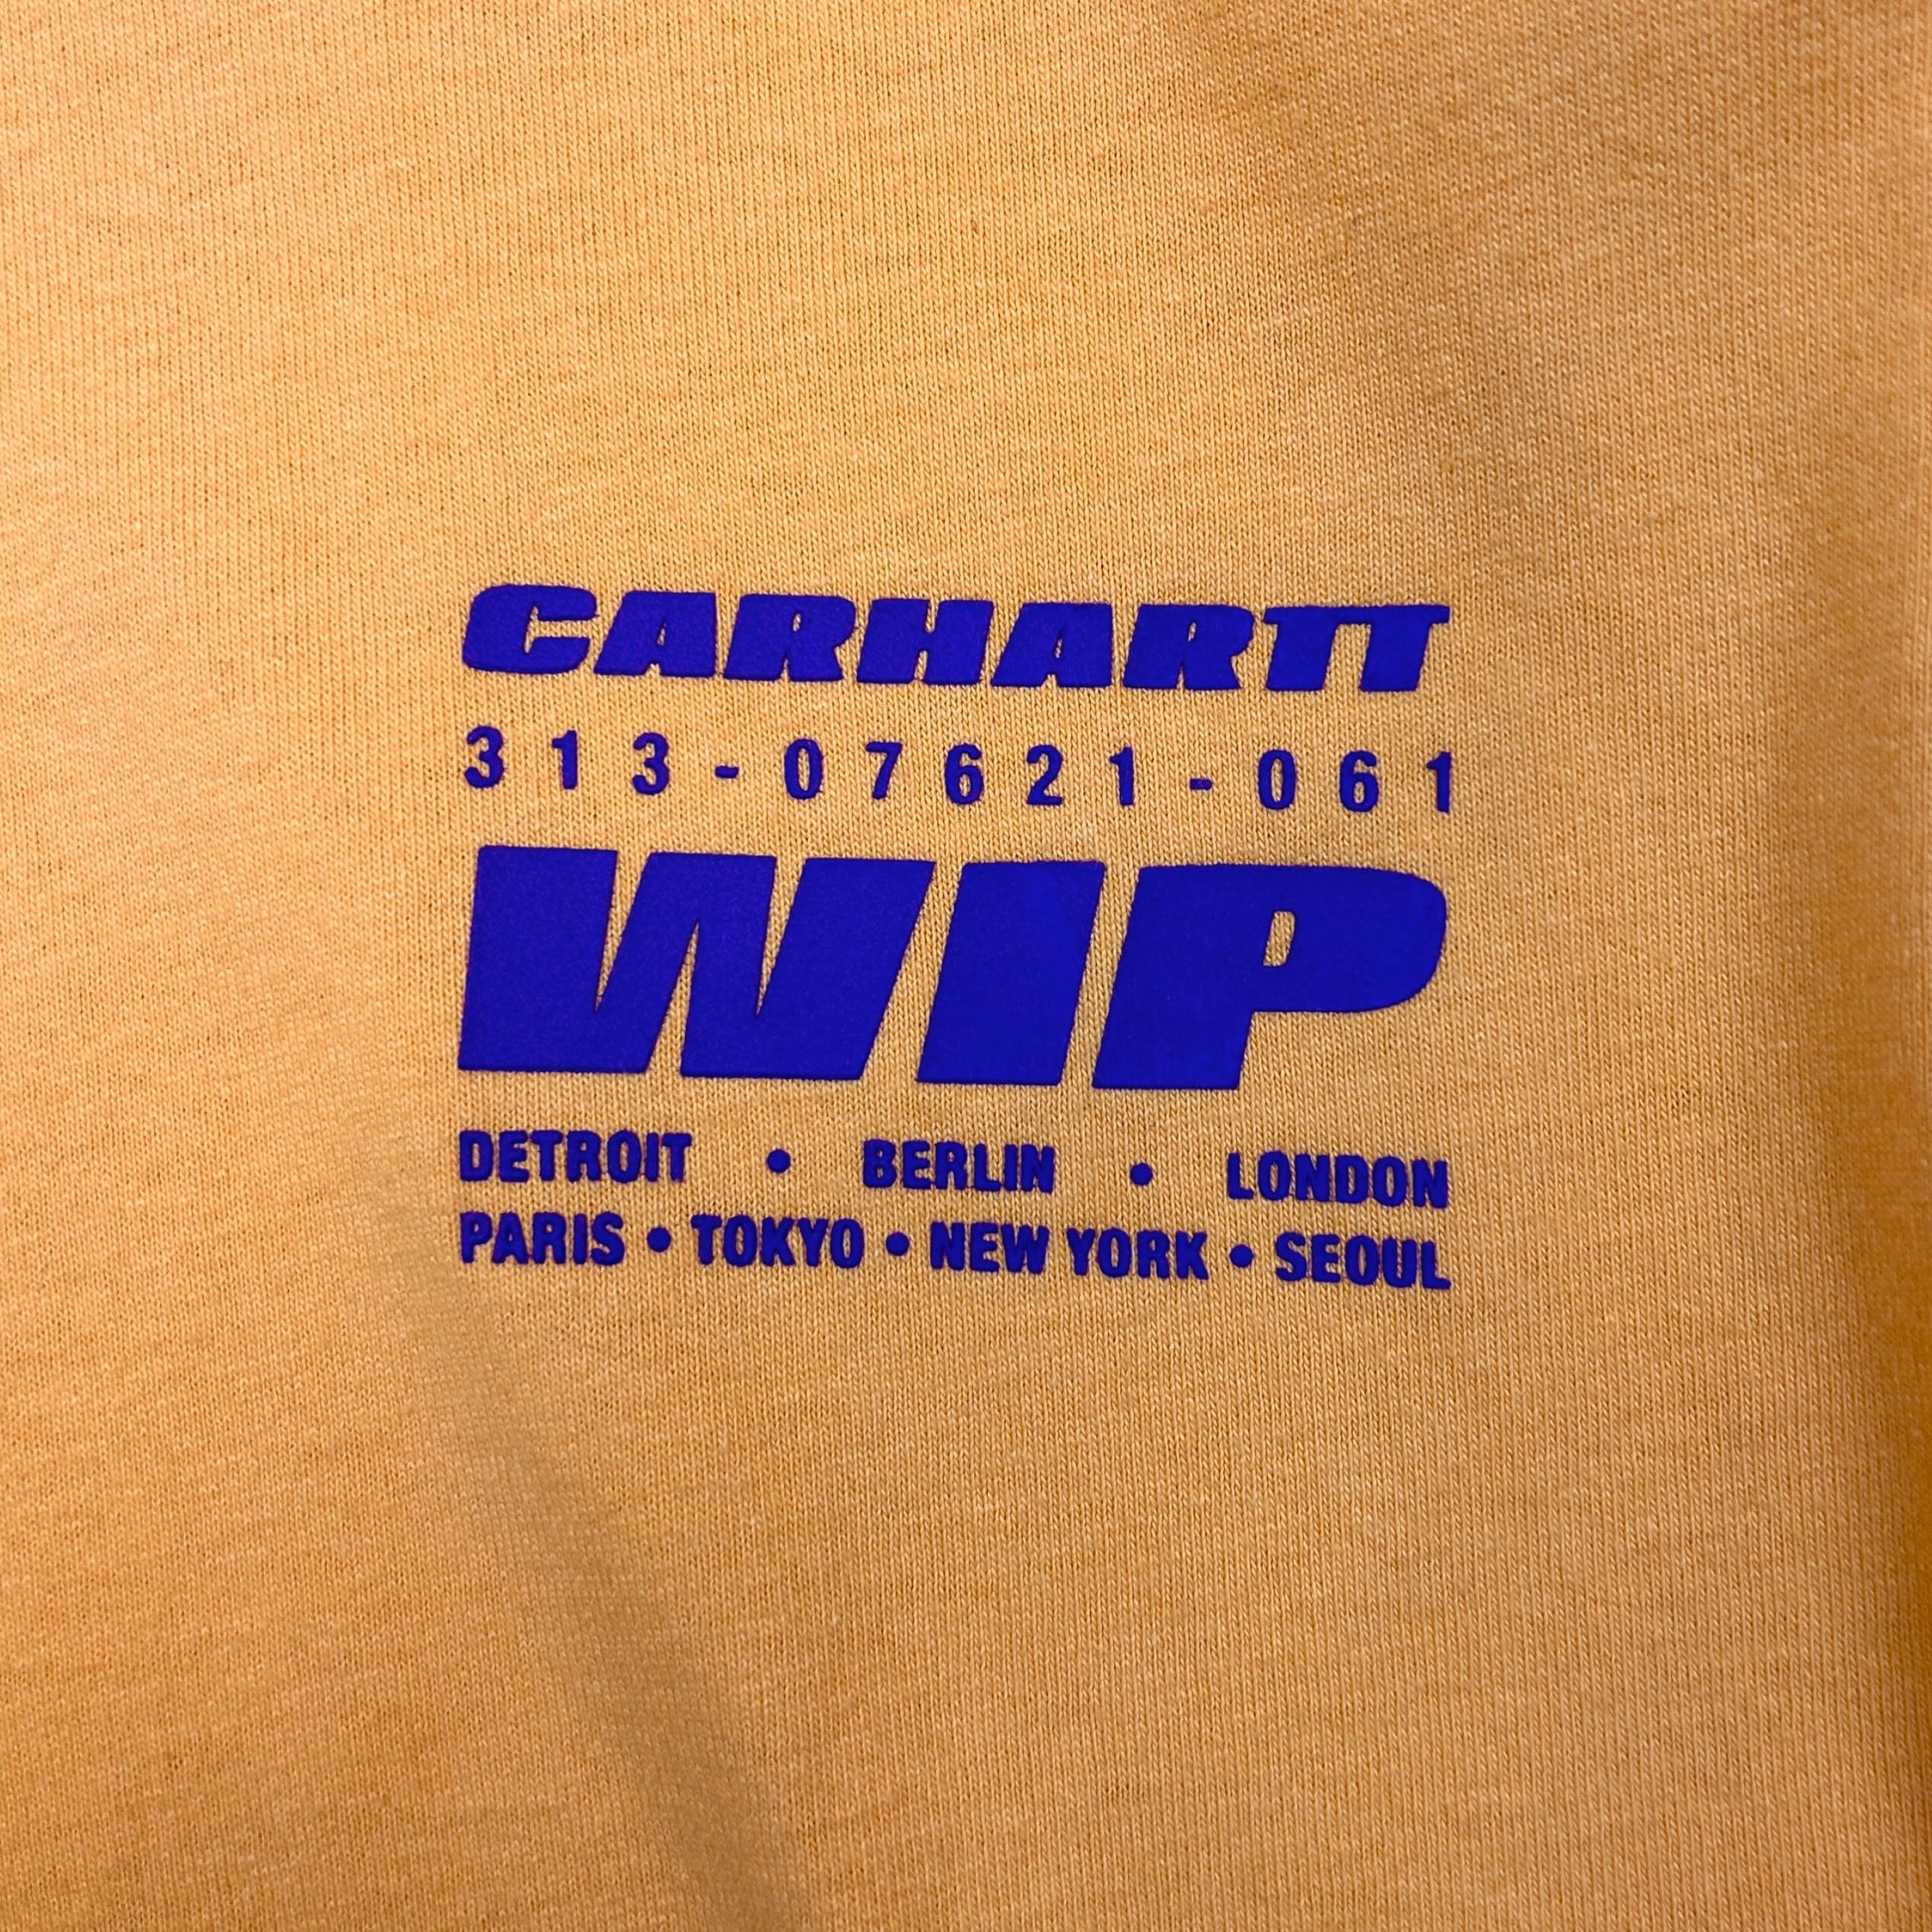 CARHARTT
313-07621-061
WIP
DETROIT • BERLIN • LONDON
PARIS • TOKYO • NEW YORK • SEOUL